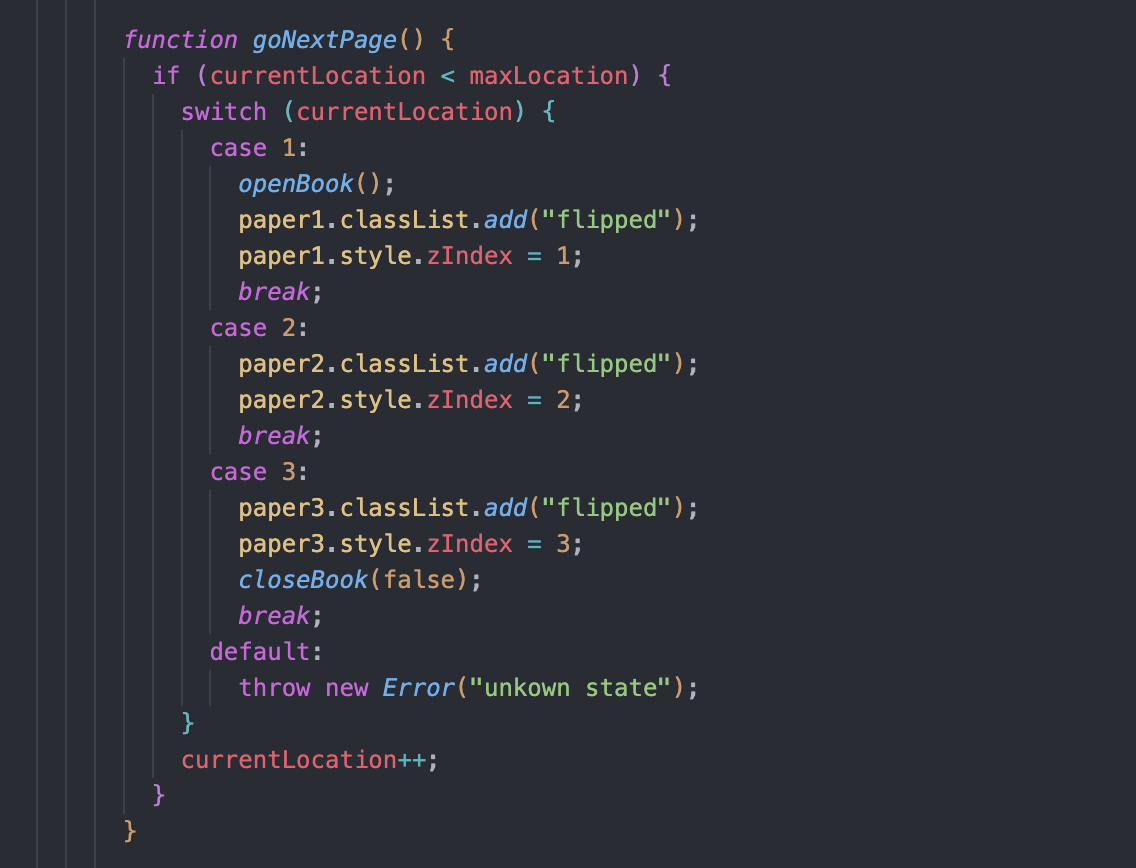 function goNextPage() {
if (currentLocation < maxLocation) {
switch (currentLocation) {
case 1:
openBook();
paper1.classList.add("flipped");
paper1.style.zIndex = 1;
break;
case 2:
paper2.classList.add("flipped");
paper2.style.zIndex = 2;
break;
case 3:
paper3.classList.add("flipped");
paper3.style.zIndex = 3;
closeBook(false);
break;
default:
throw new Error("unkown state");
}
currentLocation++;
}
}